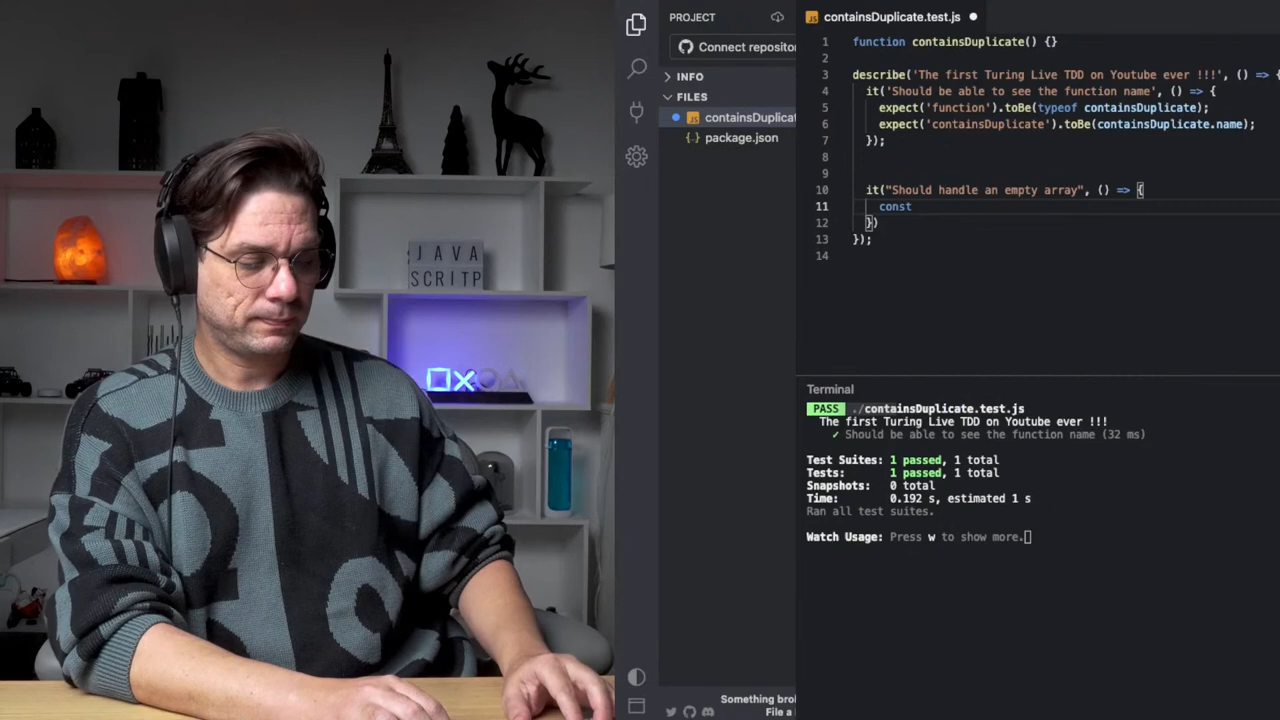 JAVA
SCRITP
PROJECT
Connect reposito
INFO
FILES
JS containsDuplicat
{.} package.json
Something bro
File a
JS containsDuplicate.test.js
1 function containsDuplicate() {}
2
3 describe('The first Turing Live TDD on Youtube ever !!!', () => {
4 it('Should be able to see the function name', () => {
5 expect('function').toBe(typeof containsDuplicate);
6 expect('containsDuplicate').toBe(containsDuplicate.name);
7 });
8
9
10 it("Should handle an empty array", () => {
11 const
12 })
13 });
14
Terminal
PASS ./containsDuplicate.test.js
The first Turing Live TDD on Youtube ever !!!
✓ Should be able to see the function name (32 ms)
Test Suites: 1 passed, 1 total
Tests: 1 passed, 1 total
Snapshots: 0 total
Time: 0.192 s, estimated 1 s
Ran all test suites.
Watch Usage: Press w to show more.